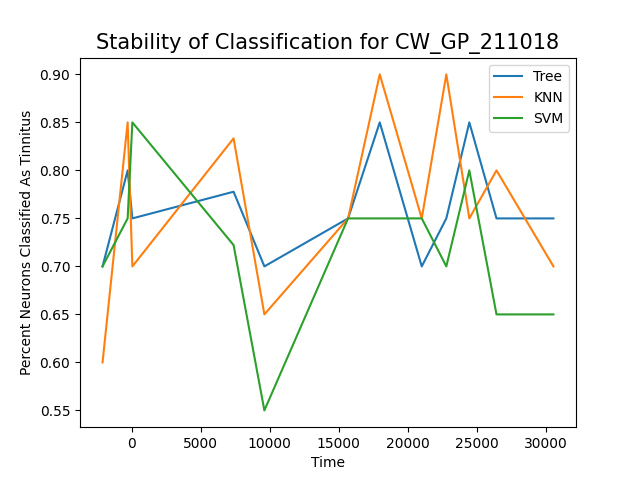 Stability of Classification for CW_GP_211018
Percent Neurons Classified As Tinnitus
0.90
0.85
0.80
0.75
0.70
0.65
0.60
0.55
Tree
KNN
SVM
0 5000 10000 15000 20000 25000 30000
Time